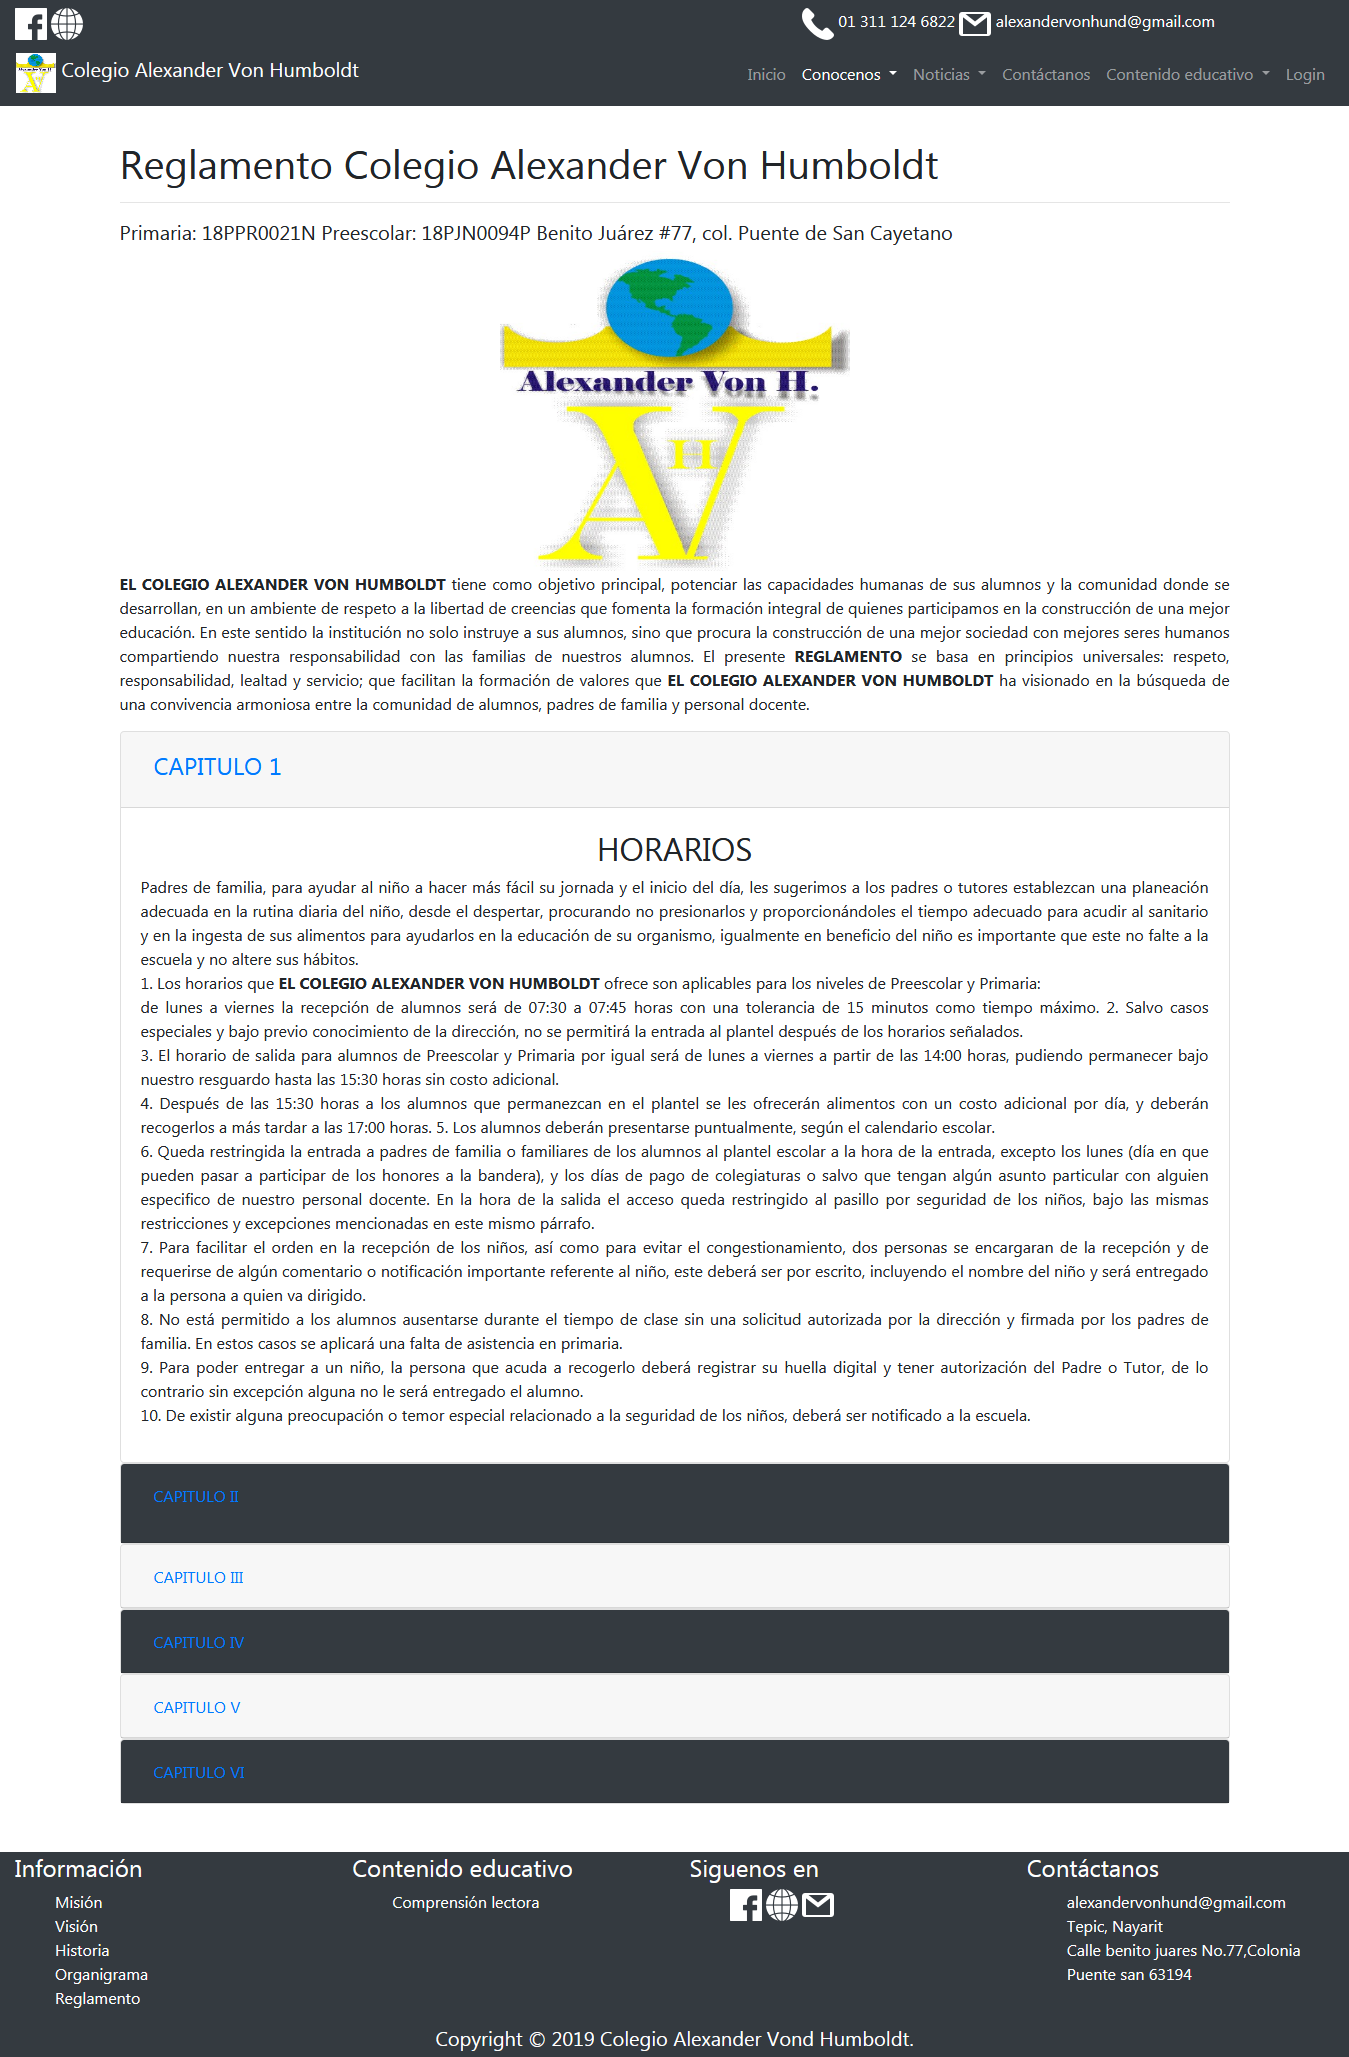 01 311 124 6822 alexandervonhund@gmail.com
Colegio Alexander Von Humboldt
Inicio Conocenos Noticias Contáctanos Contenido educativo Login
Reglamento Colegio Alexander Von Humboldt
Primaria: 18PPR0021N Preescolar: 18PJN0094P Benito Juárez #77, col. Puente de San Cayetano
Alexander Von H.
A V H
EL COLEGIO ALEXANDER VON HUMBOLDT tiene como objetivo principal, potenciar las capacidades humanas de sus alumnos y la comunidad donde se
desarrollan, en un ambiente de respeto a la libertad de creencias que fomenta la formación integral de quienes participamos en la construcción de una mejor
educación. En este sentido la institución no solo instruye a sus alumnos, sino que procura la construcción de una mejor sociedad con mejores seres humanos
compartiendo nuestra responsabilidad con las familias de nuestros alumnos. El presente REGLAMENTO se basa en principios universales: respeto,
responsabilidad, lealtad y servicio; que facilitan la formación de valores que EL COLEGIO ALEXANDER VON HUMBOLDT ha visionado en la búsqueda de
una convivencia armoniosa entre la comunidad de alumnos, padres de familia y personal docente.
CAPITULO 1
HORARIOS
Padres de familia, para ayudar al niño a hacer más fácil su jornada y el inicio del día, les sugerimos a los padres o tutores establezcan una planeación
adecuada en la rutina diaria del niño, desde el despertar, procurando no presionarlos y proporcionándoles el tiempo adecuado para acudir al sanitario
y en la ingesta de sus alimentos para ayudarlos en la educación de su organismo, igualmente en beneficio del niño es importante que este no falte a la
escuela y no altere sus hábitos.
1. Los horarios que EL COLEGIO ALEXANDER VON HUMBOLDT ofrece son aplicables para los niveles de Preescolar y Primaria:
de lunes a viernes la recepción de alumnos será de 07:30 a 07:45 horas con una tolerancia de 15 minutos como tiempo máximo. 2. Salvo casos
especiales y bajo previo conocimiento de la dirección, no se permitirá la entrada al plantel después de los horarios señalados.
3. El horario de salida para alumnos de Preescolar y Primaria por igual será de lunes a viernes a partir de las 14:00 horas, pudiendo permanecer bajo
nuestro resguardo hasta las 15:30 horas sin costo adicional.
4. Después de las 15:30 horas a los alumnos que permanezcan en el plantel se les ofrecerán alimentos con un costo adicional por día, y deberán
recogerlos a más tardar a las 17:00 horas. 5. Los alumnos deberán presentarse puntualmente, según el calendario escolar.
6. Queda restringida la entrada a padres de familia o familiares de los alumnos al plantel escolar a la hora de la entrada, excepto los lunes (día en que
pueden pasar a participar de los honores a la bandera), y los días de pago de colegiaturas o salvo que tengan algún asunto particular con alguien
especifico de nuestro personal docente. En la hora de la salida el acceso queda restringido al pasillo por seguridad de los niños, bajo las mismas
restricciones y excepciones mencionadas en este mismo párrafo.
7. Para facilitar el orden en la recepción de los niños, así como para evitar el congestionamiento, dos personas se encargaran de la recepción y de
requerirse de algún comentario o notificación importante referente al niño, este deberá ser por escrito, incluyendo el nombre del niño y será entregado
a la persona a quien va dirigido.
8. No está permitido a los alumnos ausentarse durante el tiempo de clase sin una solicitud autorizada por la dirección y firmada por los padres de
familia. En estos casos se aplicará una falta de asistencia en primaria.
9. Para poder entregar a un niño, la persona que acuda a recogerlo deberá registrar su huella digital y tener autorización del Padre o Tutor, de lo
contrario sin excepción alguna no le será entregado el alumno.
10. De existir alguna preocupación o temor especial relacionado a la seguridad de los niños, deberá ser notificado a la escuela.
CAPITULO II
CAPITULO III
CAPITULO IV
CAPITULO V
CAPITULO VI
Información
Misión
Visión
Historia
Organigrama
Reglamento
Contenido educativo
Comprensión lectora
Siguenos en
Contáctanos
alexandervonhund@gmail.com
Tepic, Nayarit
Calle benito juares No.77,Colonia
Puente san 63194
Copyright © 2019 Colegio Alexander Vond Humboldt.